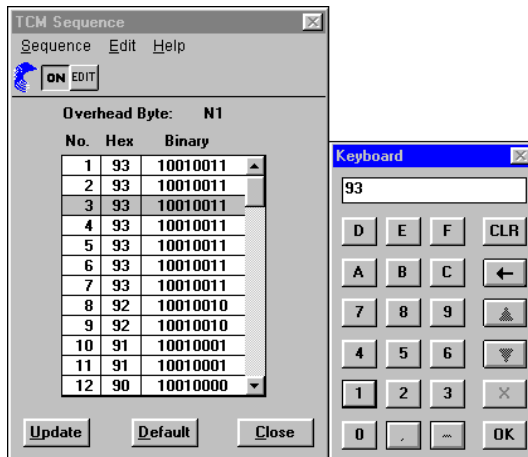 TCM Sequence
Sequence Edit Help
ON EDIT
Overhead Byte: N1
No. Hex Binary
1 93 10010011
2 93 10010011
3 93 10010011
4 93 10010011
5 93 10010011
6 93 10010011
7 93 10010011
8 92 10010010
9 92 10010010
10 91 10010001
11 91 10010001
12 90 10010000
Update Default Close
Keyboard
93
D E F CLR
A B C
7 8 9
4 5 6
1 2 3
0 , ... OK